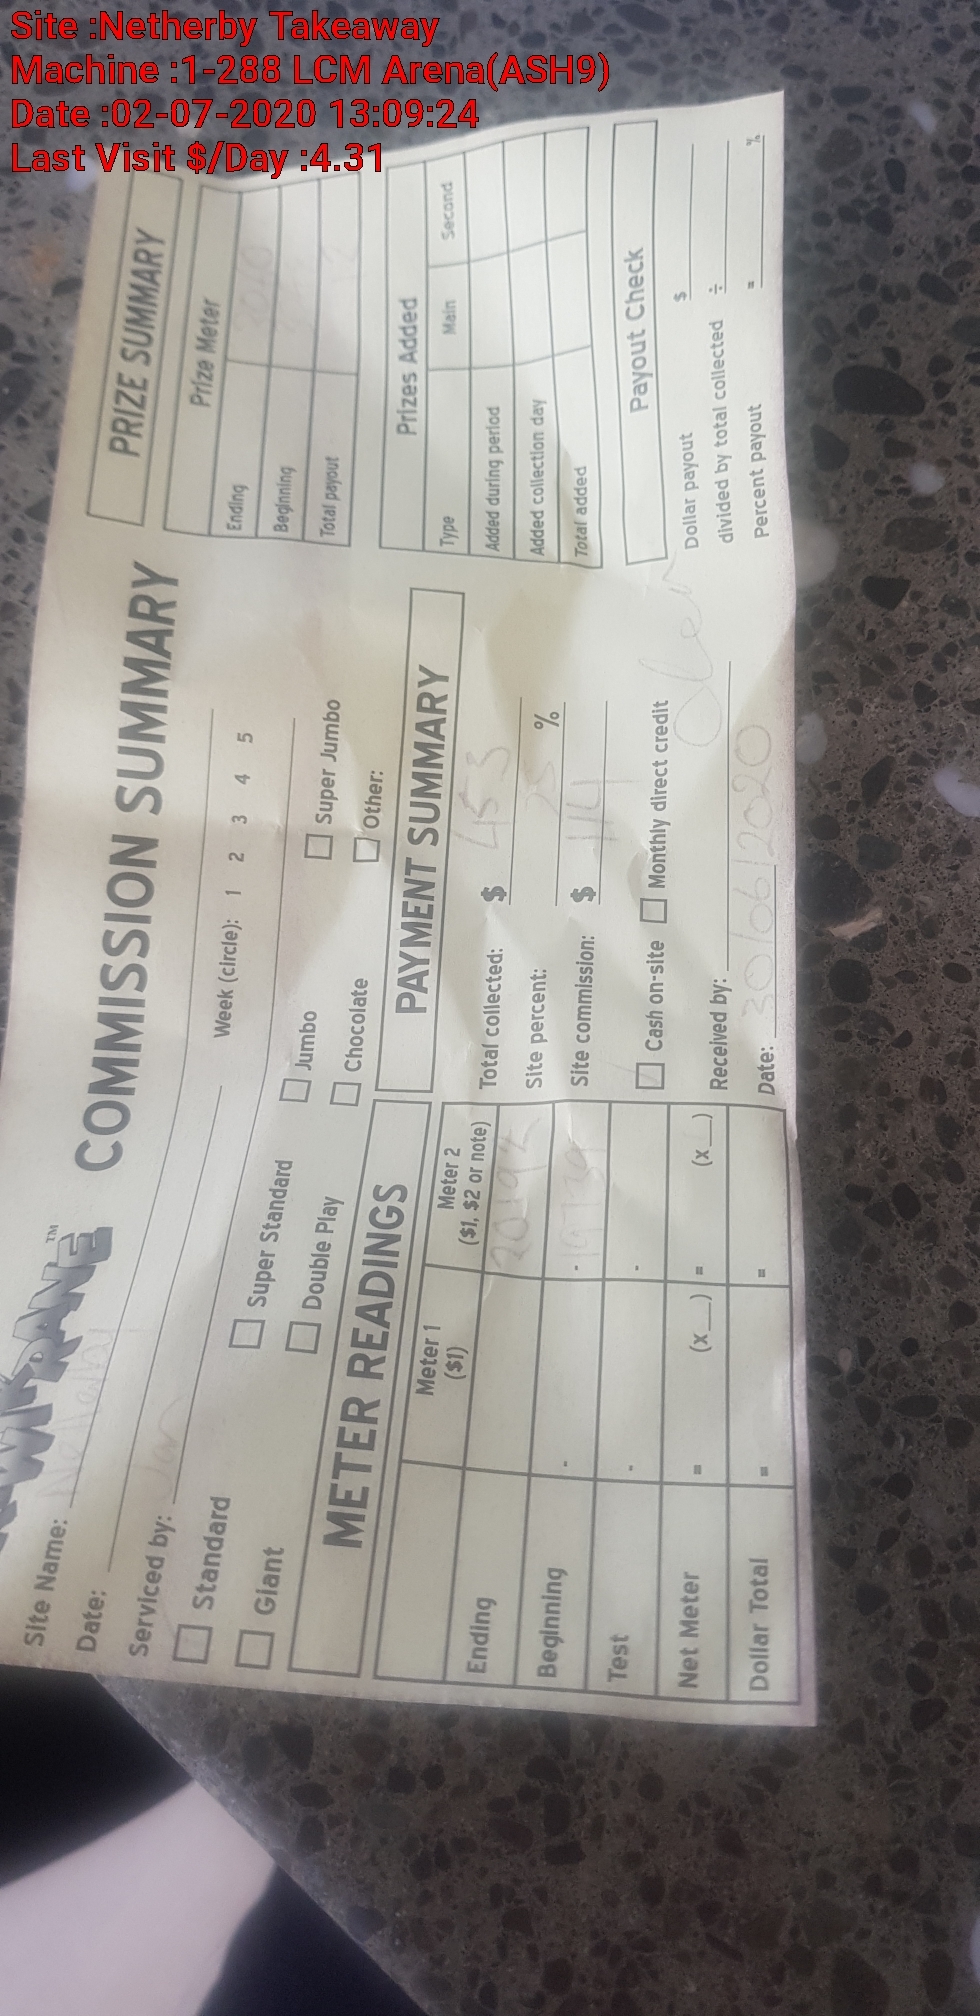 Site :Netherby Takeaway
Machine :1-288 LCM Arena(ASH9)
Date :02-07-2020 13:09:24
Last Visit $/Day :4.31
COMMISSION SUMMARY
Site Name: Netherby
Date:
Week (circle): 1 2 3 4 5
Serviced by: Ian
Standard
Super Standard
Jumbo
Super Jumbo
Giant
Double Play
Chocolate
Other:
METER READINGS
Meter 1 ($1)
Meter 2 ($1, $2 or note)
Ending 20192
Beginning - - 19739
Test - -
Net Meter = (x__) = (x__)
Dollar Total = =
PAYMENT SUMMARY
Total collected: $ 453
Site percent: 25 %
Site commission: $ 114
Cash on-site
Monthly direct credit
Received by:
Date: 30/06/2020
PRIZE SUMMARY
Prize Meter
Ending
Beginning
Total payout
Prizes Added
Type Main Second
Added during period
Added collection day
Total added
Payout Check
Dollar payout $
divided by total collected ÷
Percent payout = %